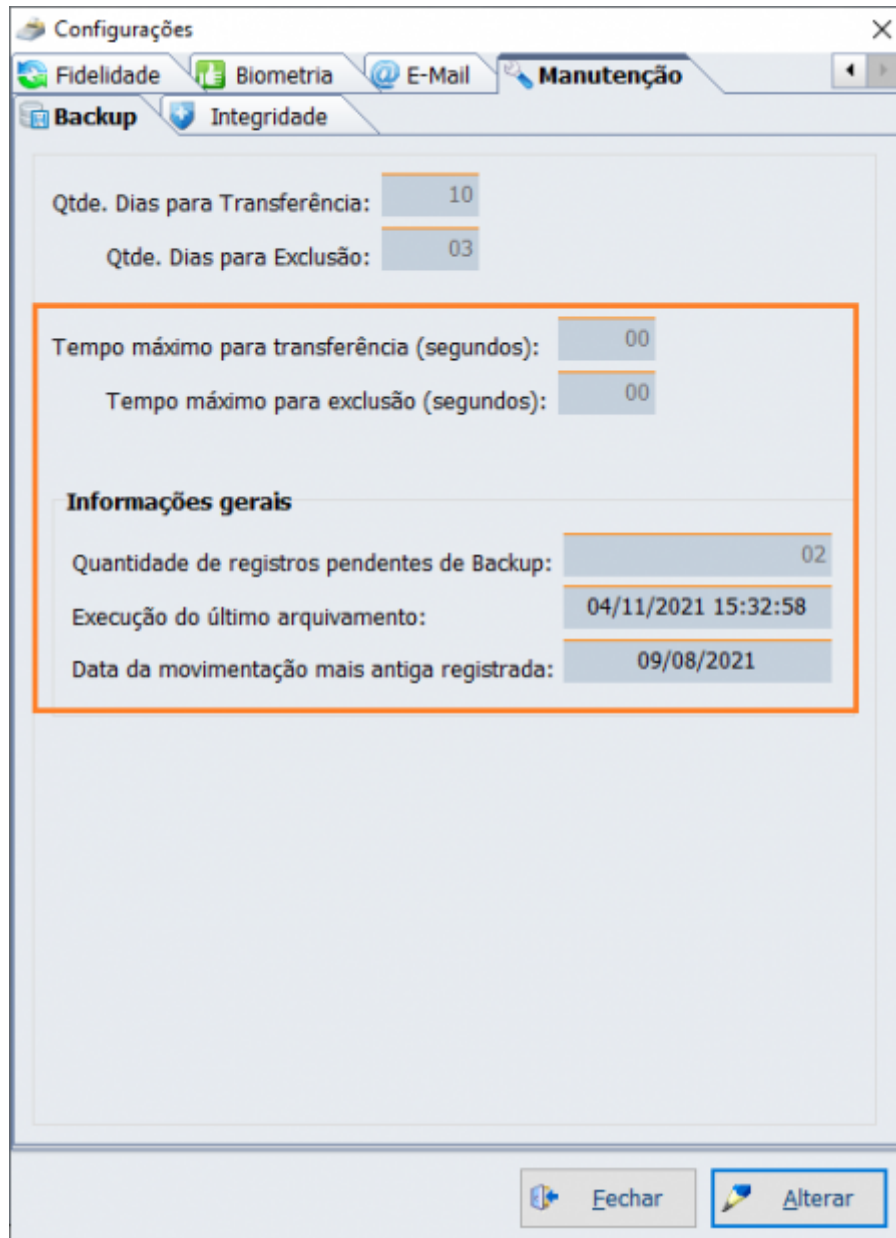 Configurações
Fidelidade Biometria E-Mail Manutenção
Backup Integridade
Qtde. Dias para Transferência: 10
Qtde. Dias para Exclusão: 03
Tempo máximo para transferência (segundos): 00
Tempo máximo para exclusão (segundos): 00
Informações gerais
Quantidade de registros pendentes de Backup: 02
Execução do último arquivamento: 04/11/2021 15:32:58
Data da movimentação mais antiga registrada: 09/08/2021
Fechar Alterar